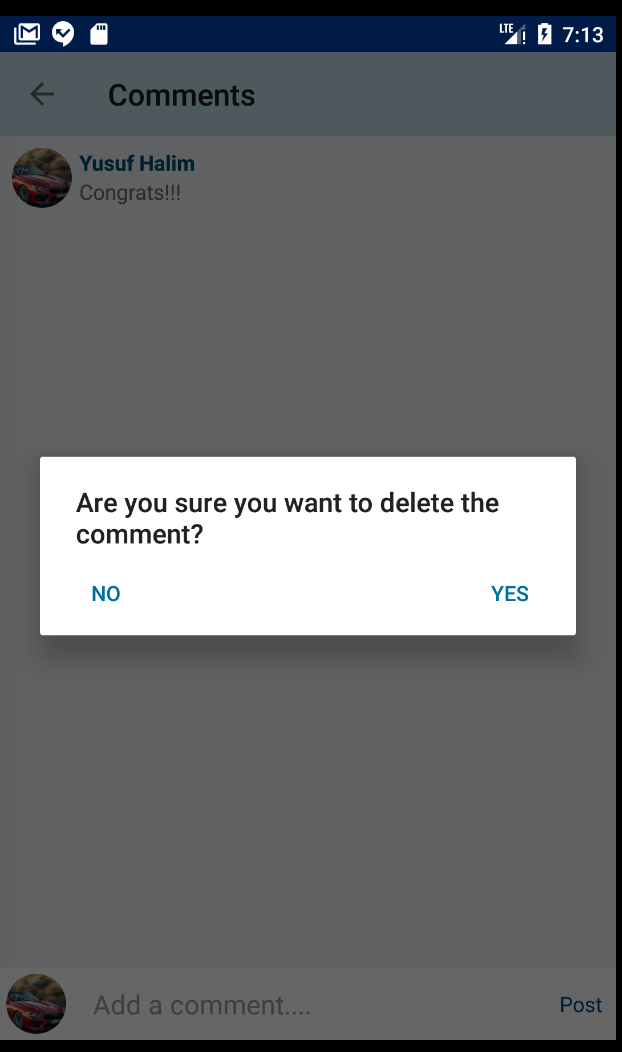 LTE 7:13
Comments
Yusuf Halim
Congrats!!!
Are you sure you want to delete the
comment?
NO YES
Add a comment.... Post